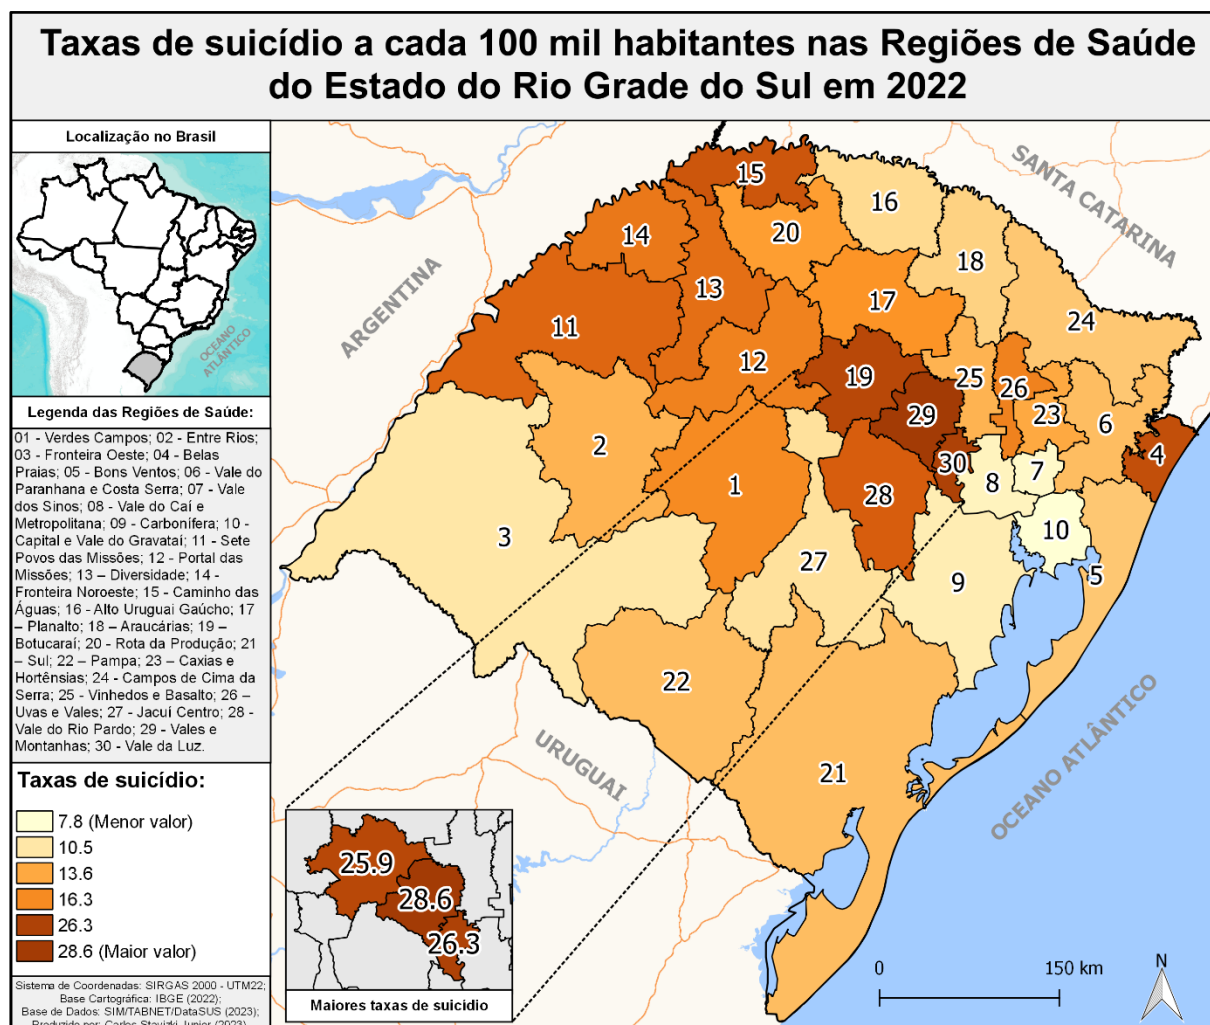 Taxas de suicídio a cada 100 mil habitantes nas Regiões de Saúde
do Estado do Rio Grade do Sul em 2022
Localização no Brasil
OCEANO
ATLÂNTICO
Legenda das Regiões de Saúde:
01 - Verdes Campos; 02 - Entre Rios;
03 - Fronteira Oeste; 04 - Belas
Praias; 05 - Bons Ventos; 06 - Vale do
Paranhana e Costa Serra; 07 - Vale
dos Sinos; 08 - Vale do Caí e
Metropolitana; 09 - Carbonífera; 10 -
Capital e Vale do Gravataí; 11 - Sete
Povos das Missões; 12 - Portal das
Missões; 13 – Diversidade; 14 -
Fronteira Noroeste; 15 - Caminho das
Águas; 16 - Alto Uruguai Gaúcho; 17
– Planalto; 18 – Araucárias; 19 –
Botucaraí; 20 - Rota da Produção; 21
– Sul; 22 – Pampa; 23 – Caxias e
Hortênsias; 24 - Campos de Cima da
Serra; 25 - Vinhedos e Basalto; 26 –
Uvas e Vales; 27 - Jacuí Centro; 28 -
Vale do Rio Pardo; 29 - Vales e
Montanhas; 30 - Vale da Luz.
Taxas de suicídio:
7.8 (Menor valor)
10.5
13.6
16.3
26.3
28.6 (Maior valor)
Sistema de Coordenadas: SIRGAS 2000 - UTM22;
Base Cartográfica: IBGE (2022);
Base de Dados: SIM/TABNET/DataSUS (2023);
Produzido por: Carlos Stavizki Junior (2023)
SANTA CATARINA
ARGENTINA
URUGUAI
OCEANO ATLÂNTICO
15
16
14
20
18
13
17
24
11
12
19
25
26
29
23
6
2
4
30
7
8
1
28
10
3
27
9
5
22
21
25.9
28.6
26.3
Maiores taxas de suicídio
0
150 km
N